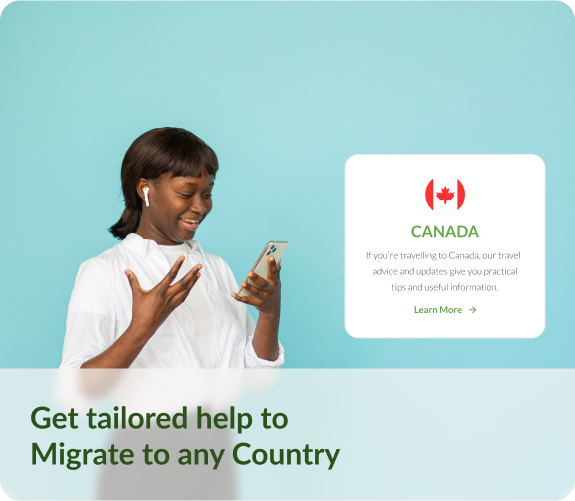 CANADA
If you're travelling to Canada, our travel
advice and updates give you practical
tips and useful information.
Learn More →
Get tailored help to
Migrate to any Country